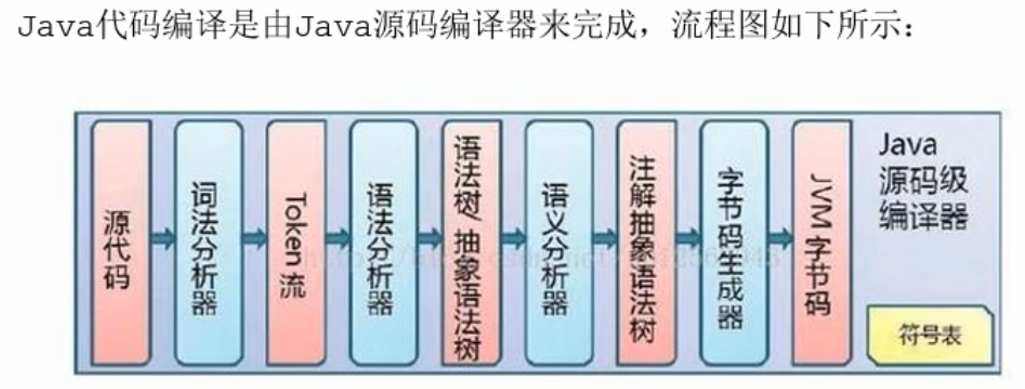 Java代码编译是由Java源码编译器来完成，流程图如下所示：
源代码
词法分析器
Token流
语法分析器
语法树/抽象语法树
语义分析器
注解抽象语法树
字节码生成器
JVM字节码
Java
源码级
编译器
符号表